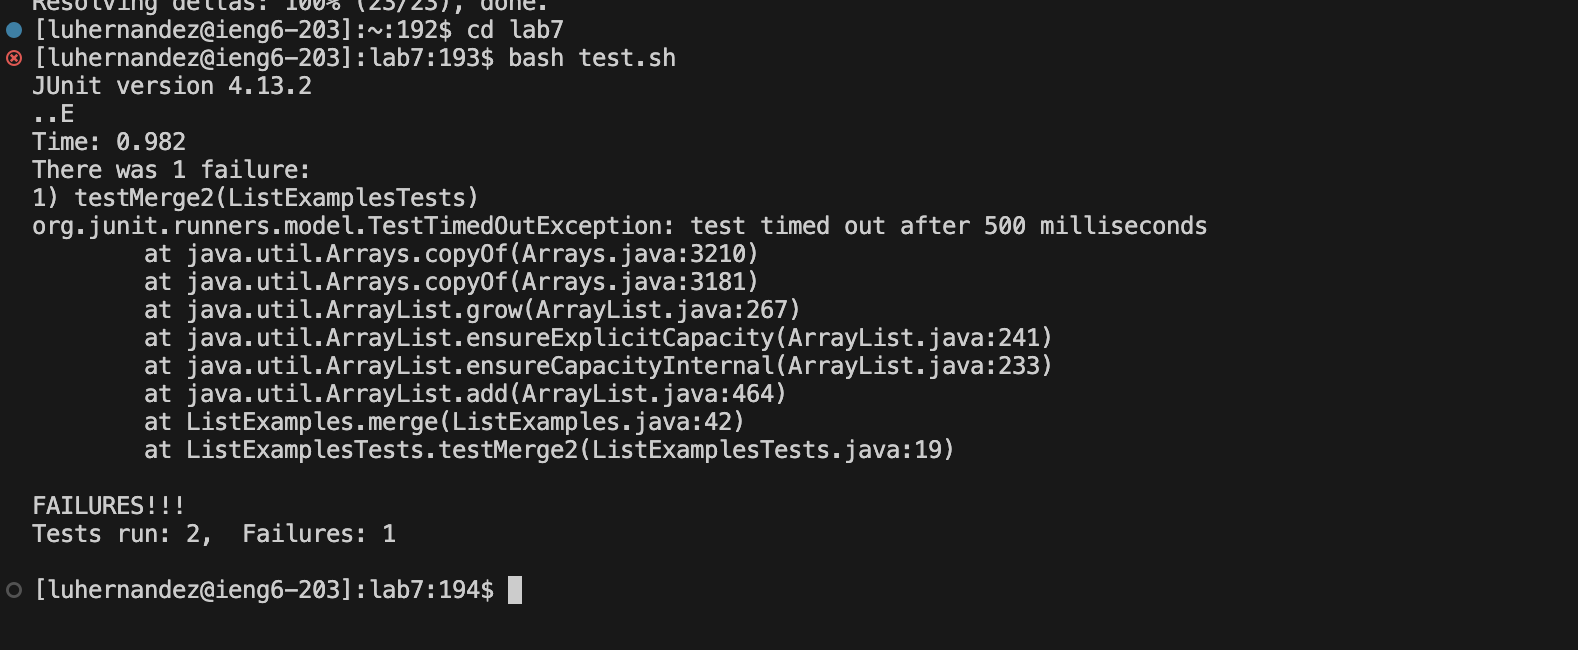 Resolving deltas: 100% (23/23), done.
[luhernandez@ieng6-203]:~:192$ cd lab7
[luhernandez@ieng6-203]:lab7:193$ bash test.sh
JUnit version 4.13.2
..E
Time: 0.982
There was 1 failure:
1) testMerge2(ListExamplesTests)
org.junit.runners.model.TestTimedOutException: test timed out after 500 milliseconds
        at java.util.Arrays.copyOf(Arrays.java:3210)
        at java.util.Arrays.copyOf(Arrays.java:3181)
        at java.util.ArrayList.grow(ArrayList.java:267)
        at java.util.ArrayList.ensureExplicitCapacity(ArrayList.java:241)
        at java.util.ArrayList.ensureCapacityInternal(ArrayList.java:233)
        at java.util.ArrayList.add(ArrayList.java:464)
        at ListExamples.merge(ListExamples.java:42)
        at ListExamplesTests.testMerge2(ListExamplesTests.java:19)
FAILURES!!!
Tests run: 2,  Failures: 1
[luhernandez@ieng6-203]:lab7:194$